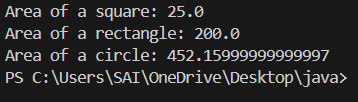 Area of a square: 25.0
Area of a rectangle: 200.0
Area of a circle: 452.15999999999997
PS C:\Users\SAI\OneDrive\Desktop\java>